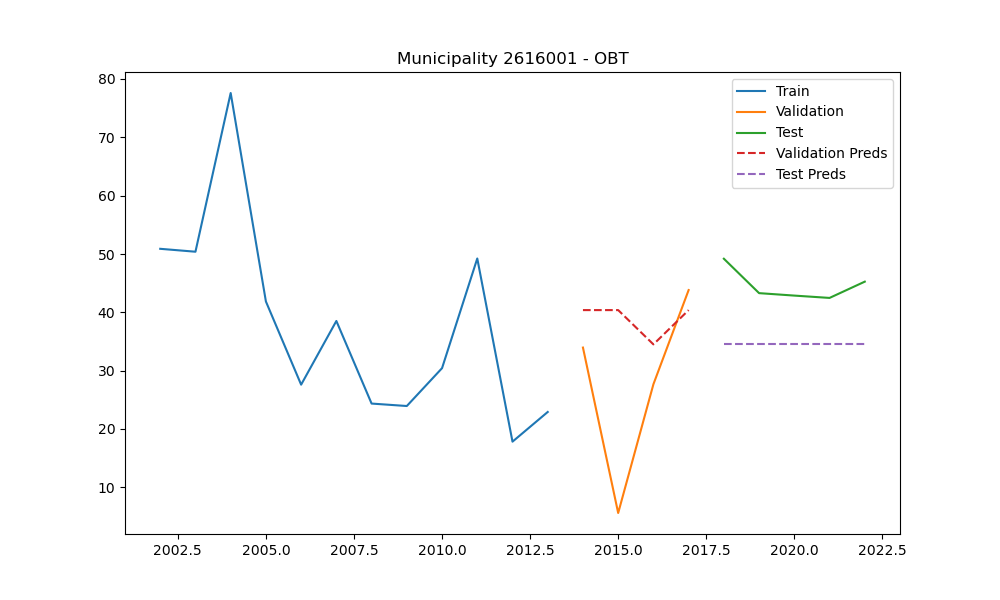 Municipality 2616001 - OBT
80
70
60
50
40
30
20
10
Train
Validation
Test
Validation Preds
Test Preds
2002.5 2005.0 2007.5 2010.0 2012.5 2015.0 2017.5 2020.0 2022.5